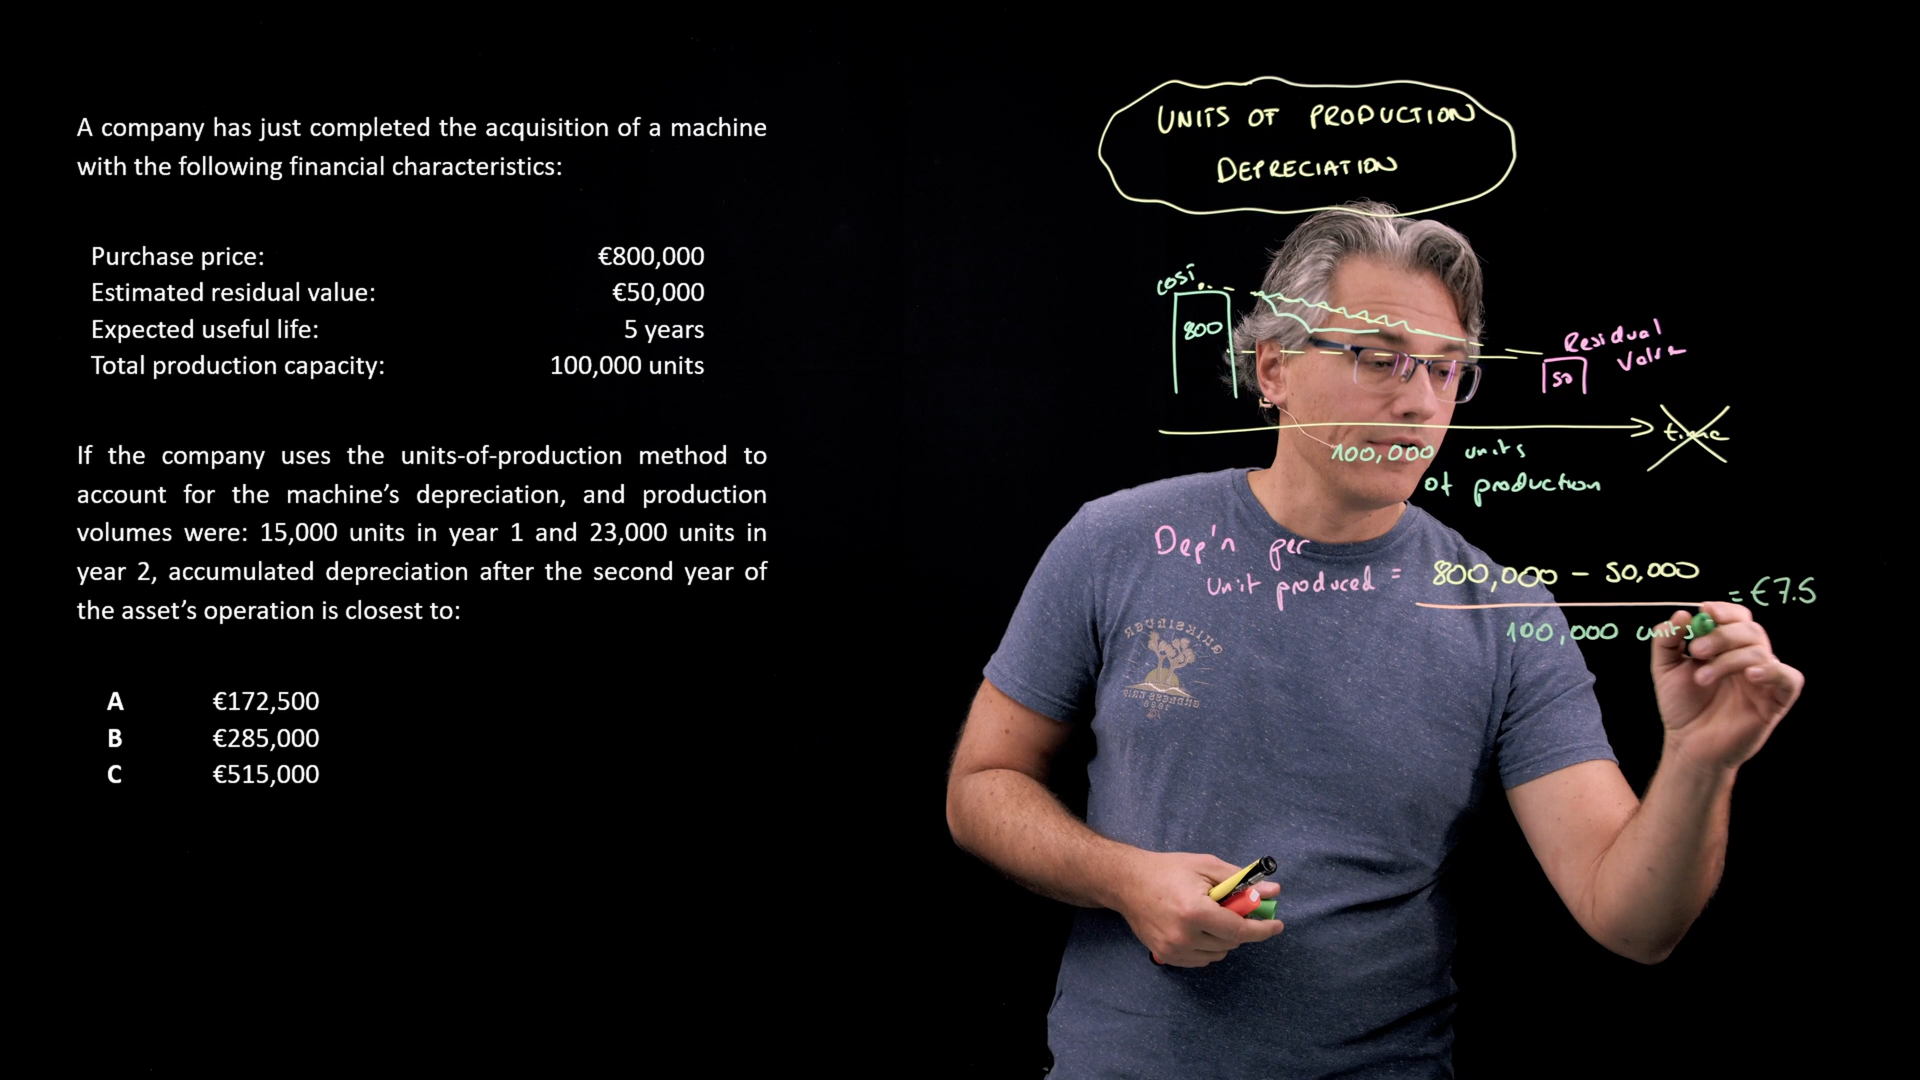 A company has just completed the acquisition of a machine
with the following financial characteristics:
Purchase price: €800,000
Estimated residual value: €50,000
Expected useful life: 5 years
Total production capacity: 100,000 units
If the company uses the units-of-production method to
account for the machine's depreciation, and production
volumes were: 15,000 units in year 1 and 23,000 units in
year 2, accumulated depreciation after the second year of
the asset's operation is closest to:
A €172,500
B €285,000
C €515,000
UNITS OF PRODUCTION
DEPRECIATION
COST
800
Residual
Value
50
time
100,000 units
of production
Dep'n per
Unit produced = 800,000 - 50,000 = €7.5
100,000 units
QUIKSILVER
1969